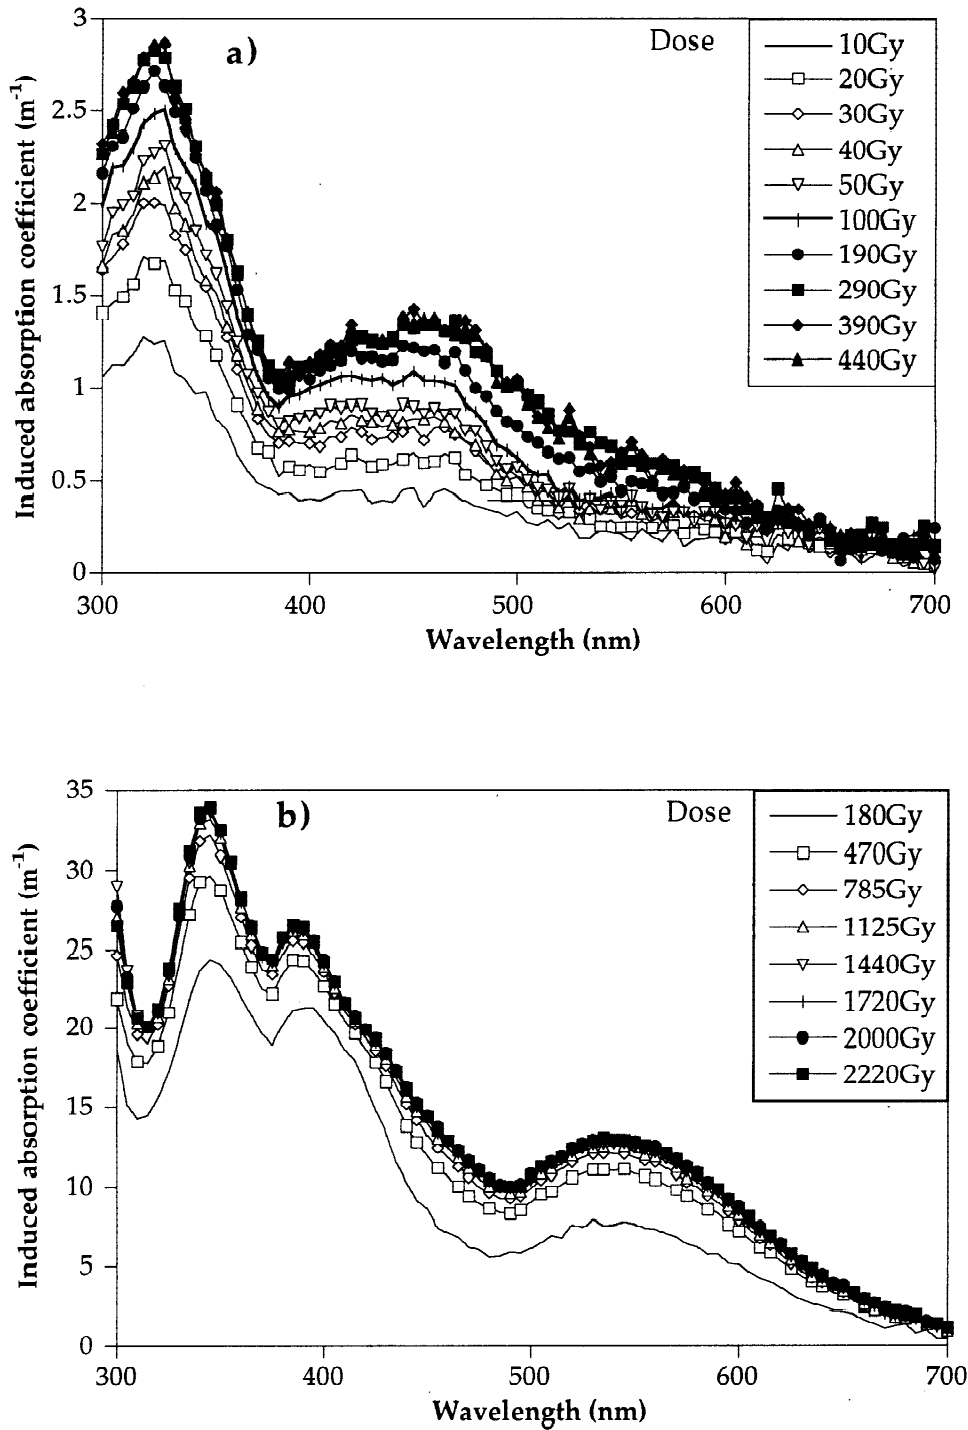 a)
Dose
10Gy
20Gy
30Gy
40Gy
50Gy
100Gy
190Gy
290Gy
390Gy
440Gy
Induced absorption coefficient (m⁻¹)
3
2.5
2
1.5
1
0.5
0
300
400
500
600
700
Wavelength (nm)
b)
Dose
180Gy
470Gy
785Gy
1125Gy
1440Gy
1720Gy
2000Gy
2220Gy
Induced absorption coefficient (m⁻¹)
35
30
25
20
15
10
5
0
300
400
500
600
700
Wavelength (nm)